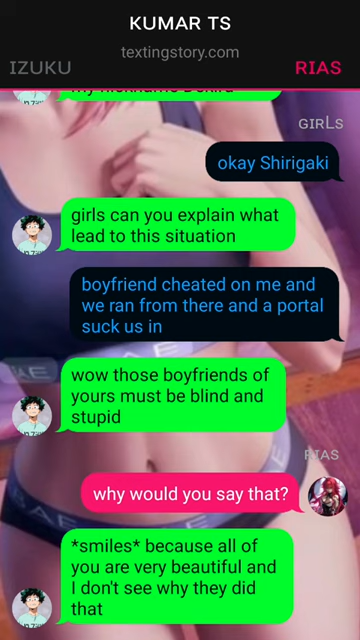 KUMAR TS
textingstory.com
IZUKU
RIAS
my nickname Dekiru
GIRLS
okay Shirigaki
girls can you explain what
lead to this situation
boyfriend cheated on me and
we ran from there and a portal
suck us in
wow those boyfriends of
yours must be blind and
stupid
RIAS
why would you say that?
*smiles* because all of
you are very beautiful and
I don't see why they did
that